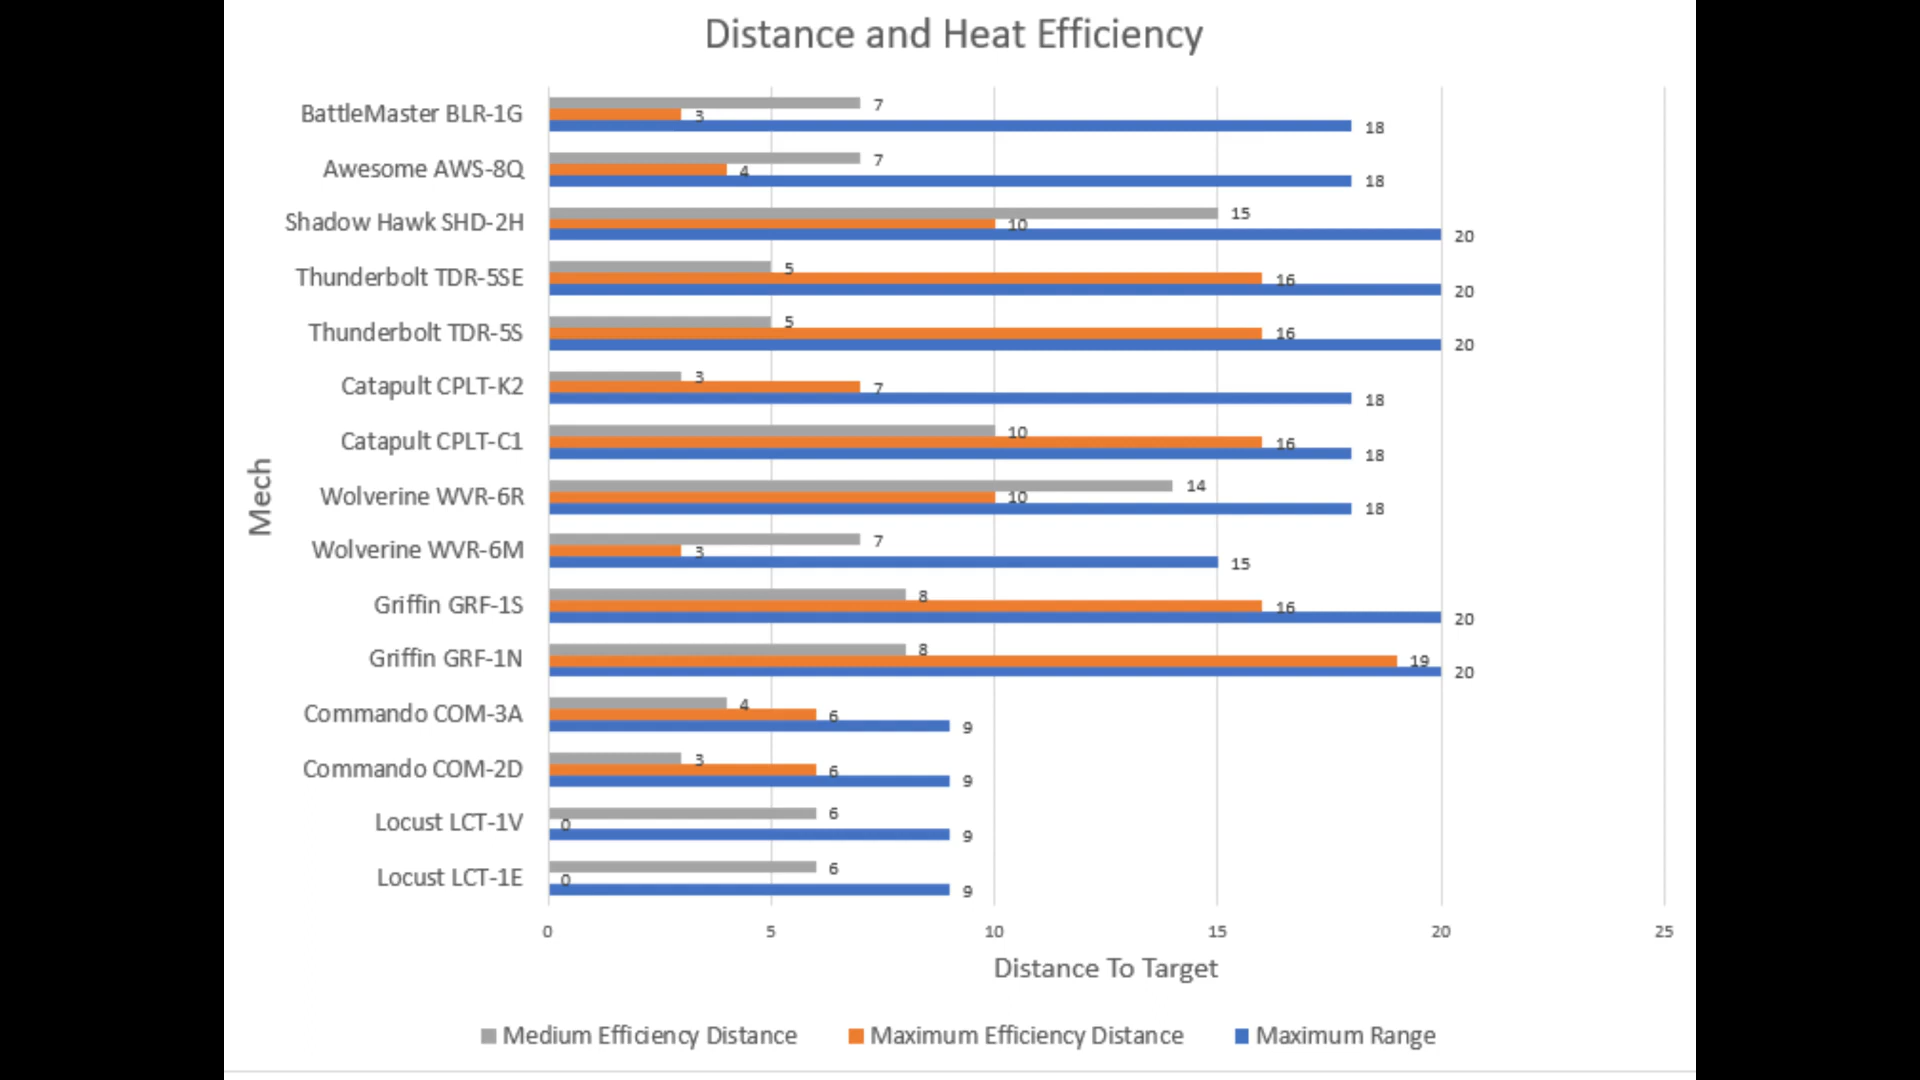 Distance and Heat Efficiency
BattleMaster BLR-1G 7 3 18
Awesome AWS-8Q 7 4 18
Shadow Hawk SHD-2H 15 10 20
Thunderbolt TDR-5SE 5 16 20
Thunderbolt TDR-5S 5 16 20
Catapult CPLT-K2 3 7 18
Catapult CPLT-C1 10 16 18
Wolverine WVR-6R 14 10 18
Wolverine WVR-6M 7 3 15
Griffin GRF-1S 8 16 20
Griffin GRF-1N 8 19 20
Commando COM-3A 4 6 9
Commando COM-2D 3 6 9
Locust LCT-1V 6 0 9
Locust LCT-1E 6 0 9
Mech
0 5 10 15 20 25
Distance To Target
Medium Efficiency Distance Maximum Efficiency Distance Maximum Range